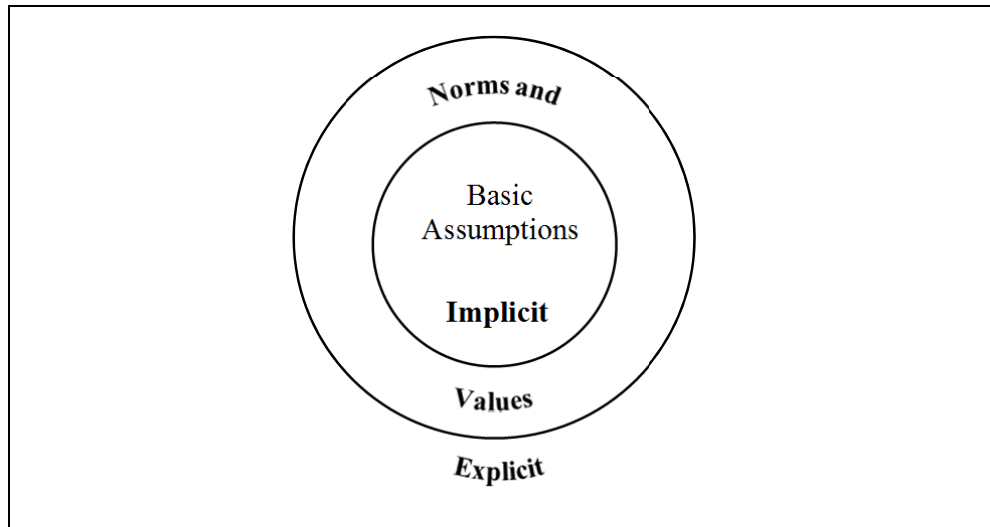 Norms and
Basic
Assumptions
Implicit
Values
Explicit